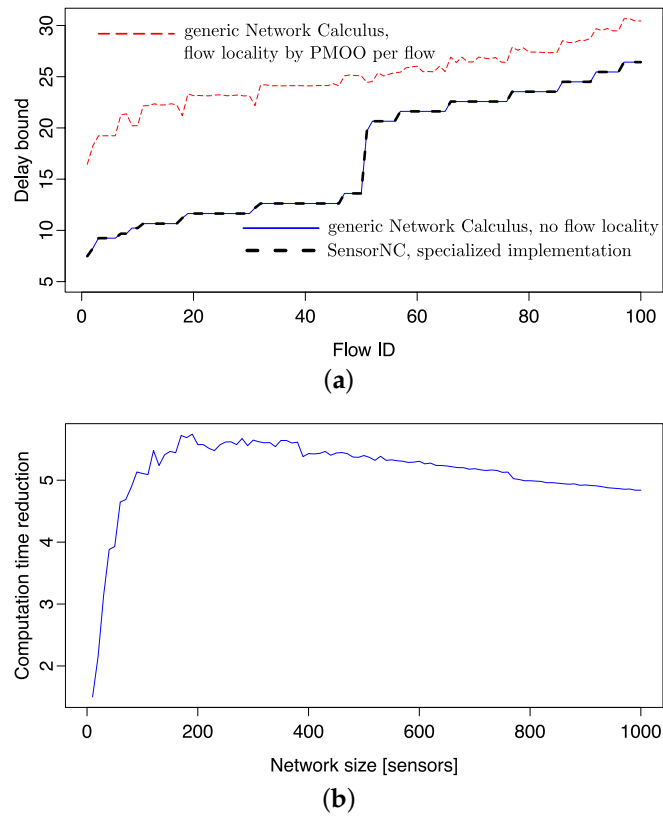 30
25
20
15
10
5
Delay bound
generic Network Calculus,
flow locality by PMOO per flow
generic Network Calculus, no flow locality
SensorNC, specialized implementation
0 20 40 60 80 100
Flow ID
(a)
5
4
3
2
Computation time reduction
0 200 400 600 800 1000
Network size [sensors]
(b)